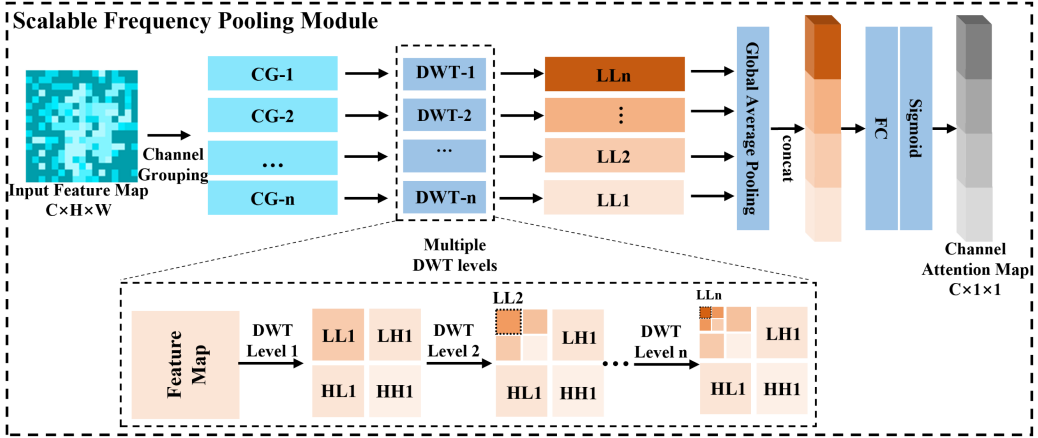 Scalable Frequency Pooling Module
Input Feature Map
C×H×W
Channel
Grouping
CG-1
CG-2
...
CG-n
DWT-1
DWT-2
...
DWT-n
LLn
⋮
LL2
LL1
Global Average Pooling
concat
FC
Sigmoid
Channel
Attention Map
C×1×1
Multiple
DWT levels
Feature
Map
DWT
Level 1
LL1
LH1
HL1
HH1
DWT
Level 2
LL2
LH1
HL1
HH1
...
DWT
Level n
LLn
LH1
HL1
HH1